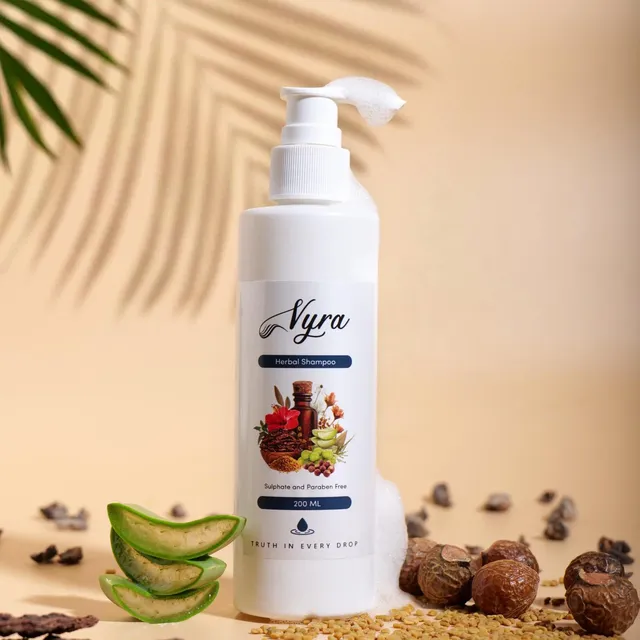 Vyra
Herbal Shampoo
Sulphate and Paraben Free
200 ML
TRUTH IN EVERY DROP